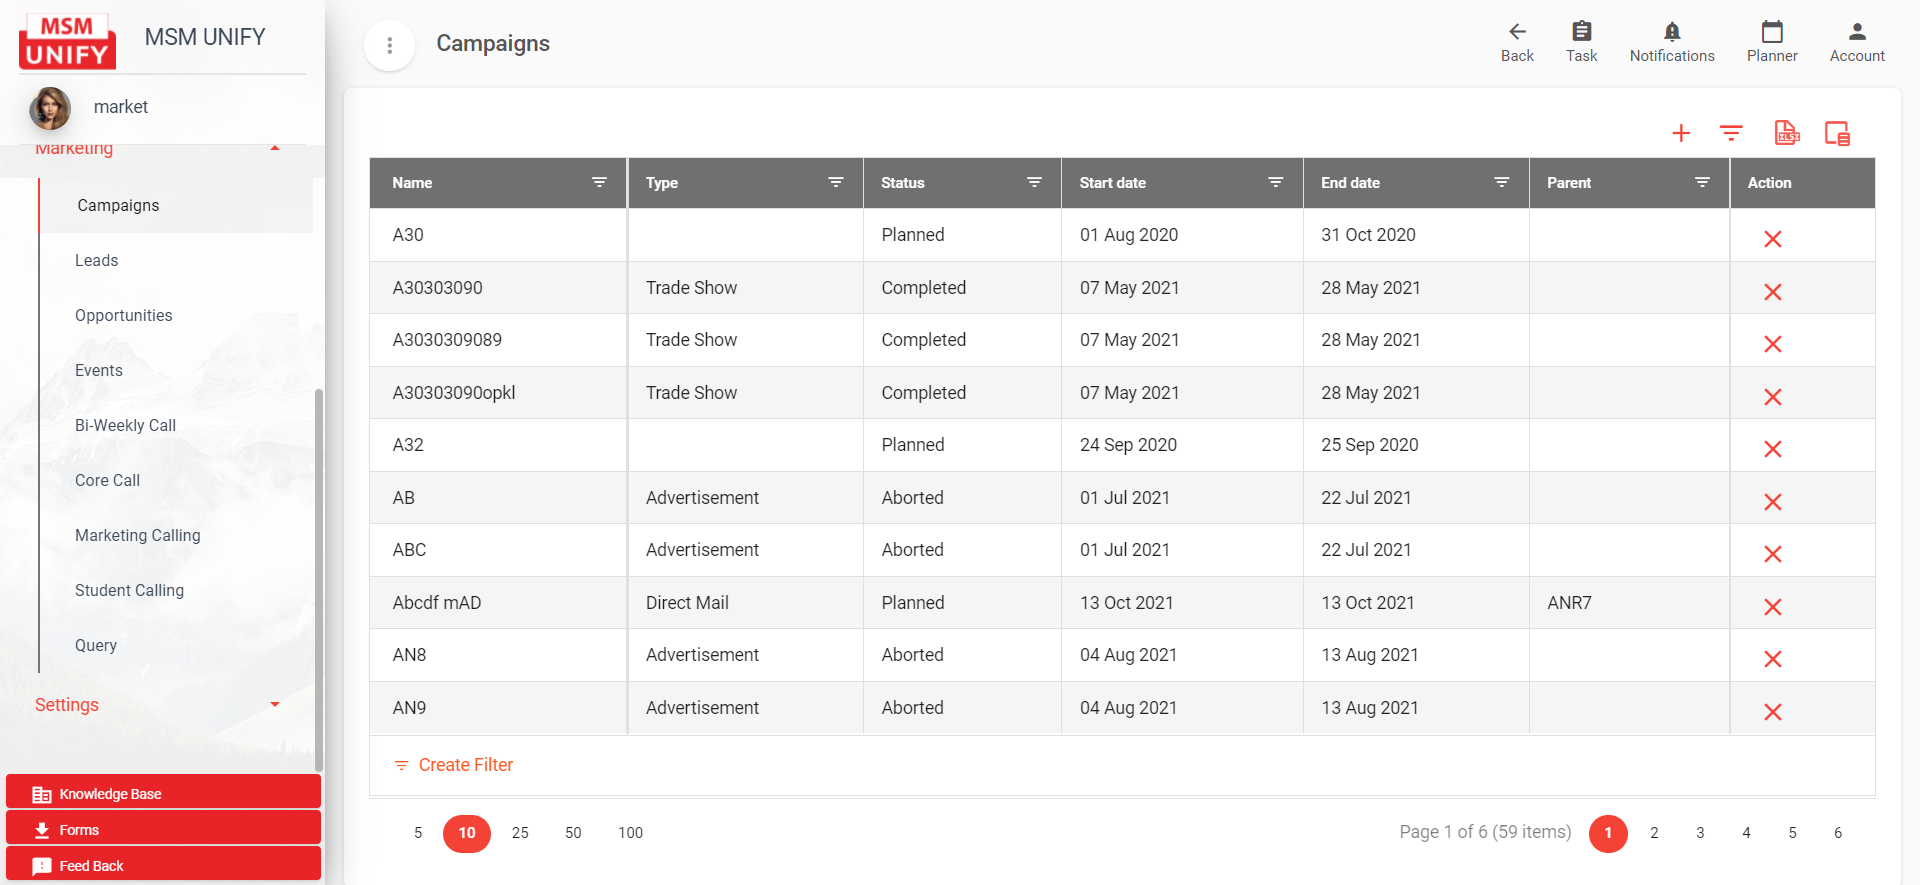 MSM
UNIFY
MSM UNIFY
market
Marketing
Campaigns
Leads
Opportunities
Events
Bi-Weekly Call
Core Call
Marketing Calling
Student Calling
Query
Settings
Knowledge Base
Forms
Feed Back
Campaigns
Back Task Notifications Planner Account
XLSX
Name Type Status Start date End date Parent Action
A30 Planned 01 Aug 2020 31 Oct 2020
A30303090 Trade Show Completed 07 May 2021 28 May 2021
A3030309089 Trade Show Completed 07 May 2021 28 May 2021
A30303090opkl Trade Show Completed 07 May 2021 28 May 2021
A32 Planned 24 Sep 2020 25 Sep 2020
AB Advertisement Aborted 01 Jul 2021 22 Jul 2021
ABC Advertisement Aborted 01 Jul 2021 22 Jul 2021
Abcdf mAD Direct Mail Planned 13 Oct 2021 13 Oct 2021 ANR7
AN8 Advertisement Aborted 04 Aug 2021 13 Aug 2021
AN9 Advertisement Aborted 04 Aug 2021 13 Aug 2021
Create Filter
5 10 25 50 100 Page 1 of 6 (59 items) 1 2 3 4 5 6